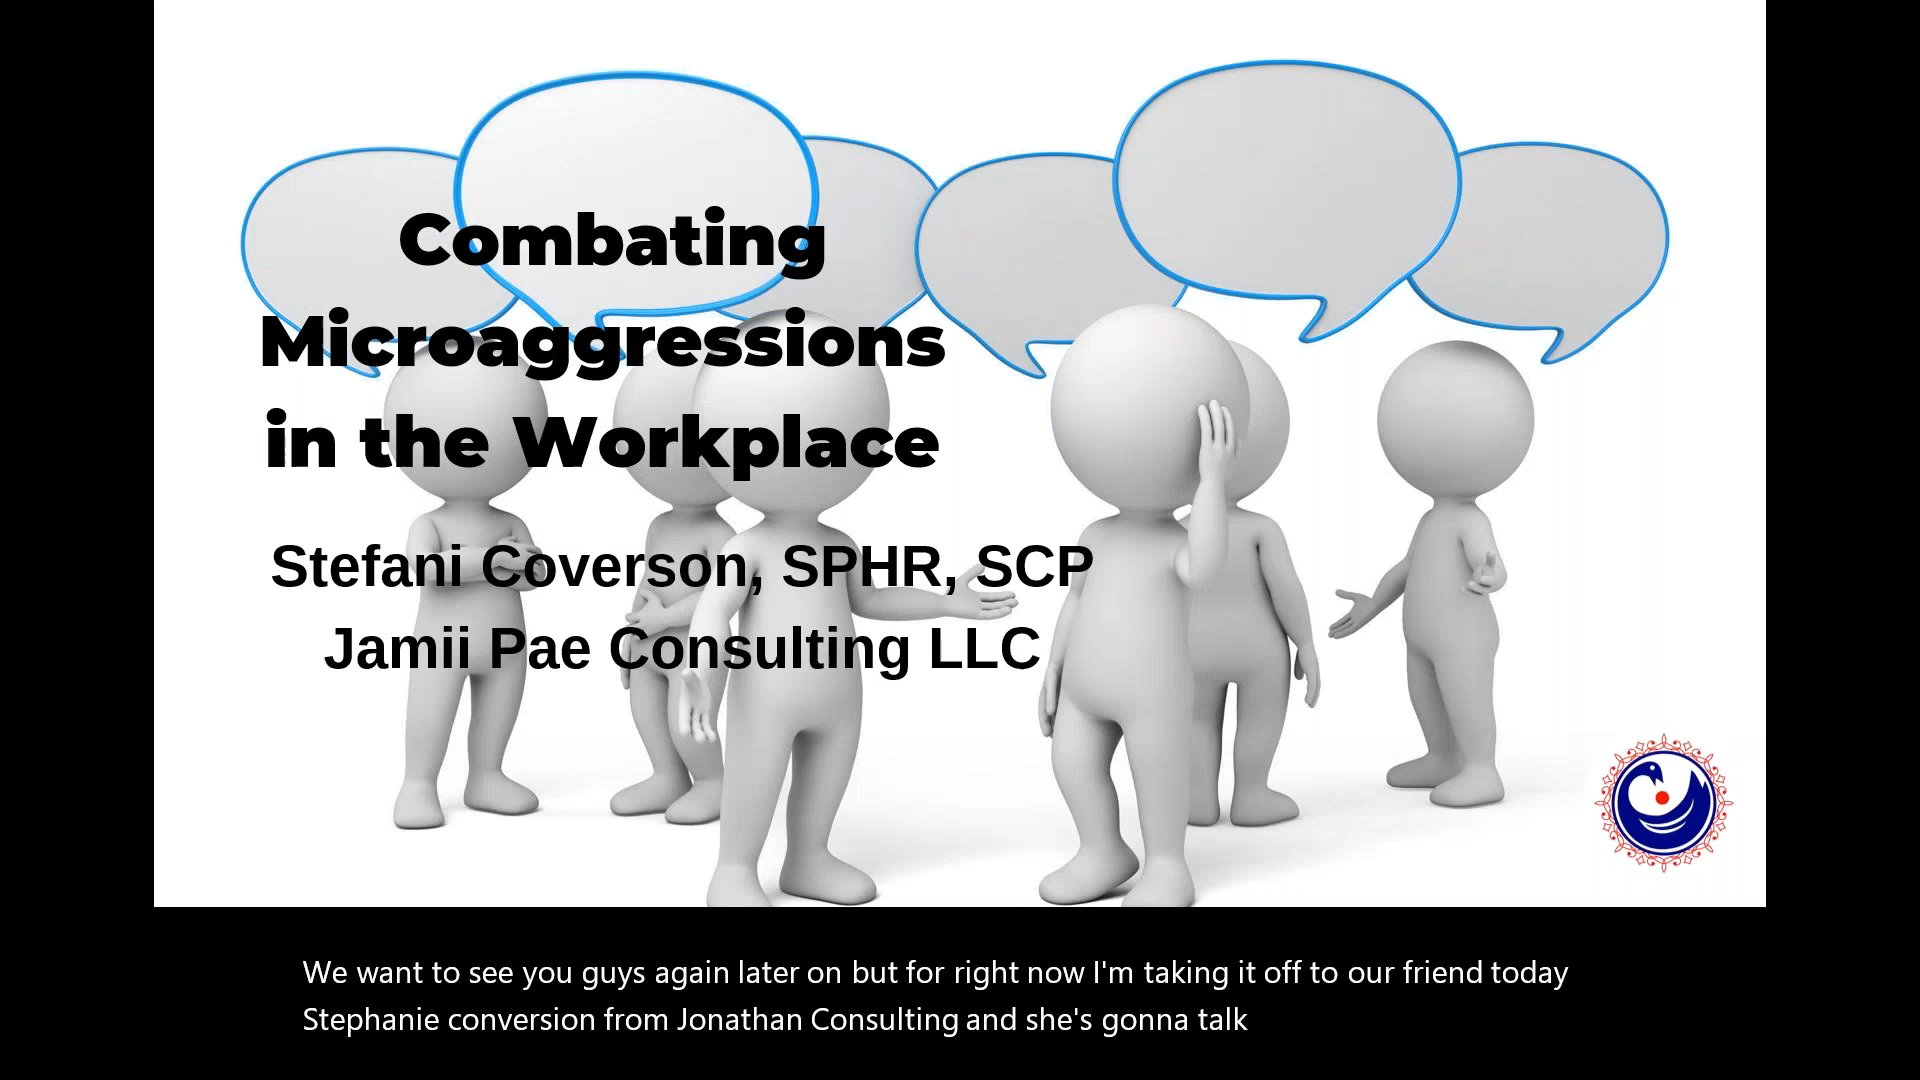 Combating
Microaggressions
in the Workplace
Stefani Coverson, SPHR, SCP
Jamii Pae Consulting LLC
We want to see you guys again later on but for right now I'm taking it off to our friend today
Stephanie conversion from Jonathan Consulting and she's gonna talk